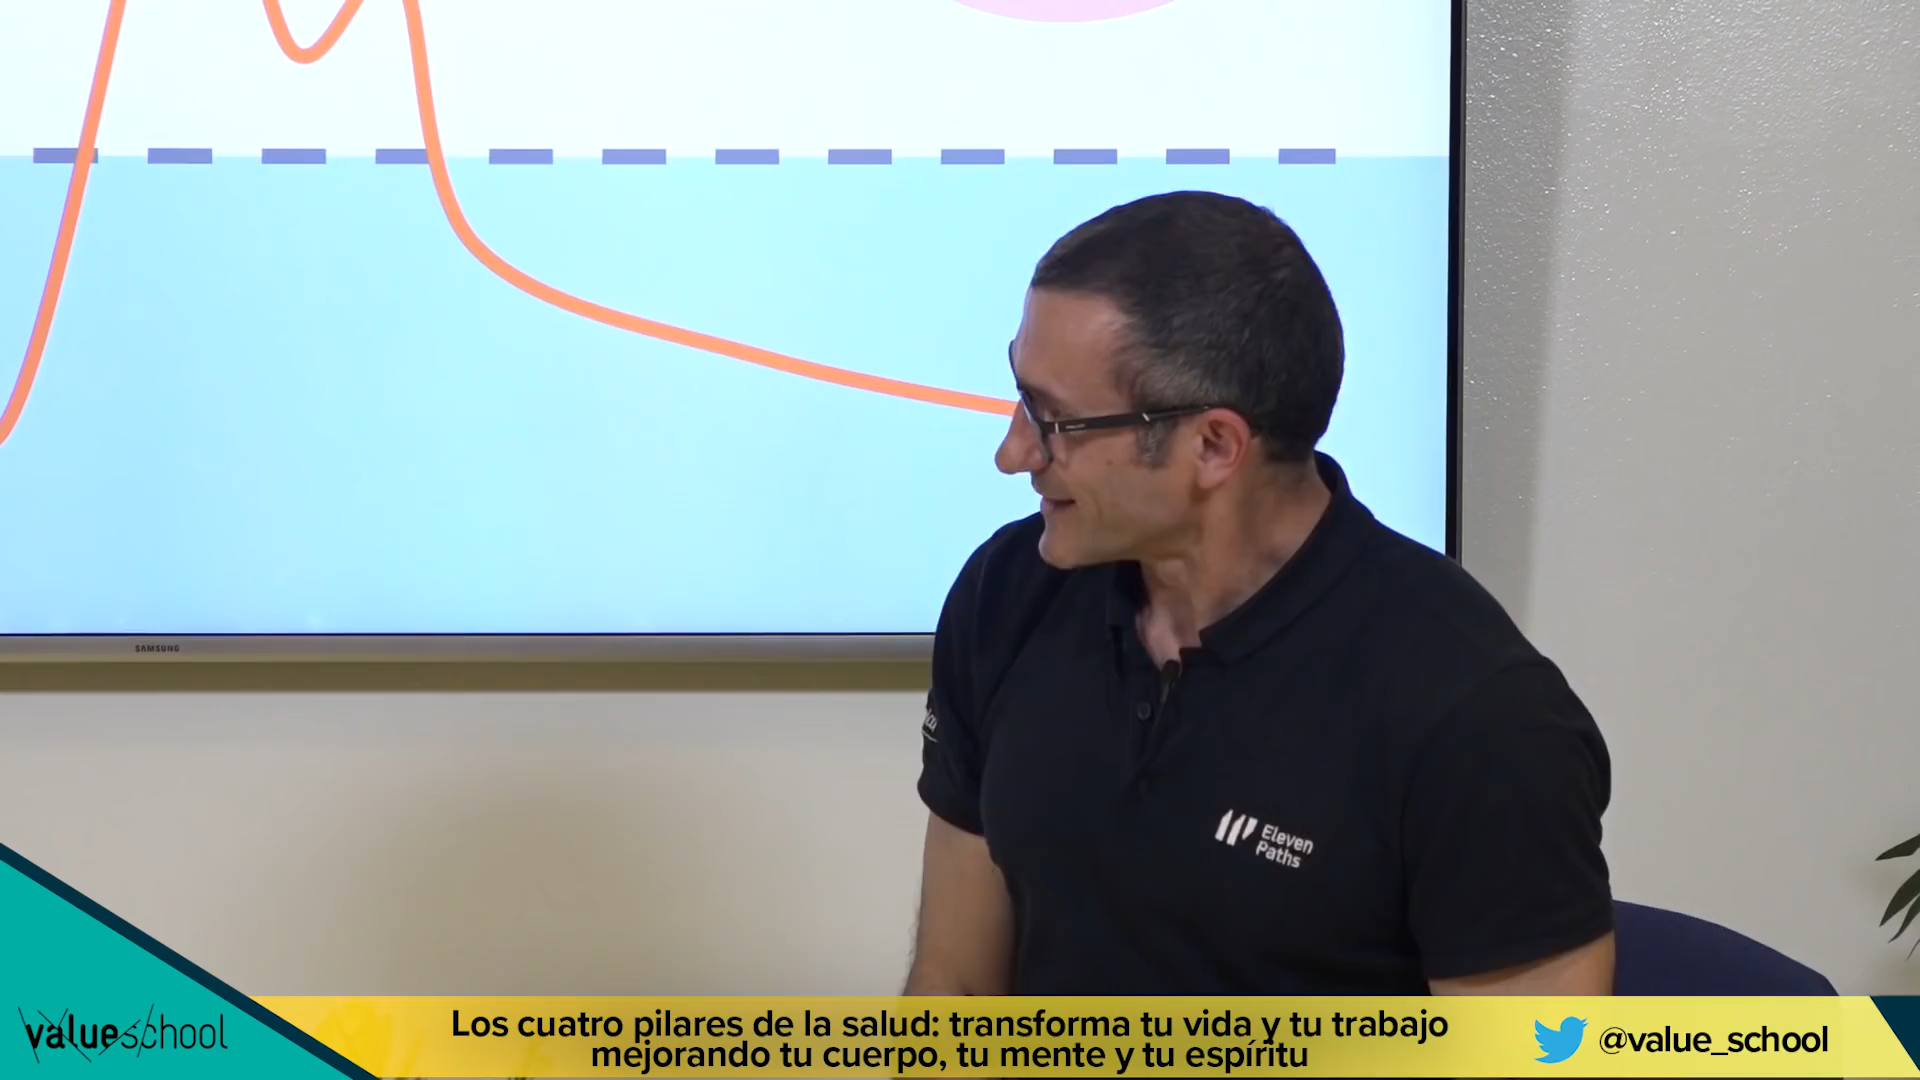 SAMSUNG
Eleven
Paths
valueschool
Los cuatro pilares de la salud: transforma tu vida y tu trabajo
mejorando tu cuerpo, tu mente y tu espíritu
@value_school